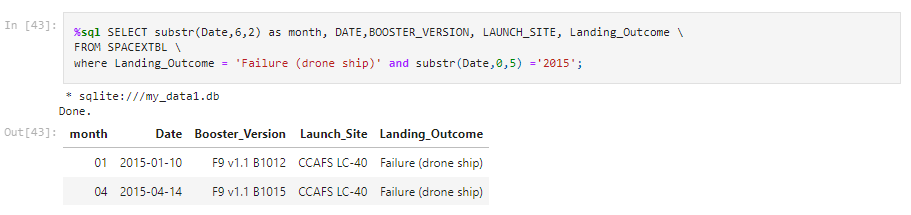 In [43]: %sql SELECT substr(Date,6,2) as month, DATE,BOOSTER_VERSION, LAUNCH_SITE, Landing_Outcome \
FROM SPACEXTBL \
where Landing_Outcome = 'Failure (drone ship)' and substr(Date,0,5) ='2015';
* sqlite:///my_data1.db
Done.
Out[43]: month Date Booster_Version Launch_Site Landing_Outcome
01 2015-01-10 F9 v1.1 B1012 CCAFS LC-40 Failure (drone ship)
04 2015-04-14 F9 v1.1 B1015 CCAFS LC-40 Failure (drone ship)